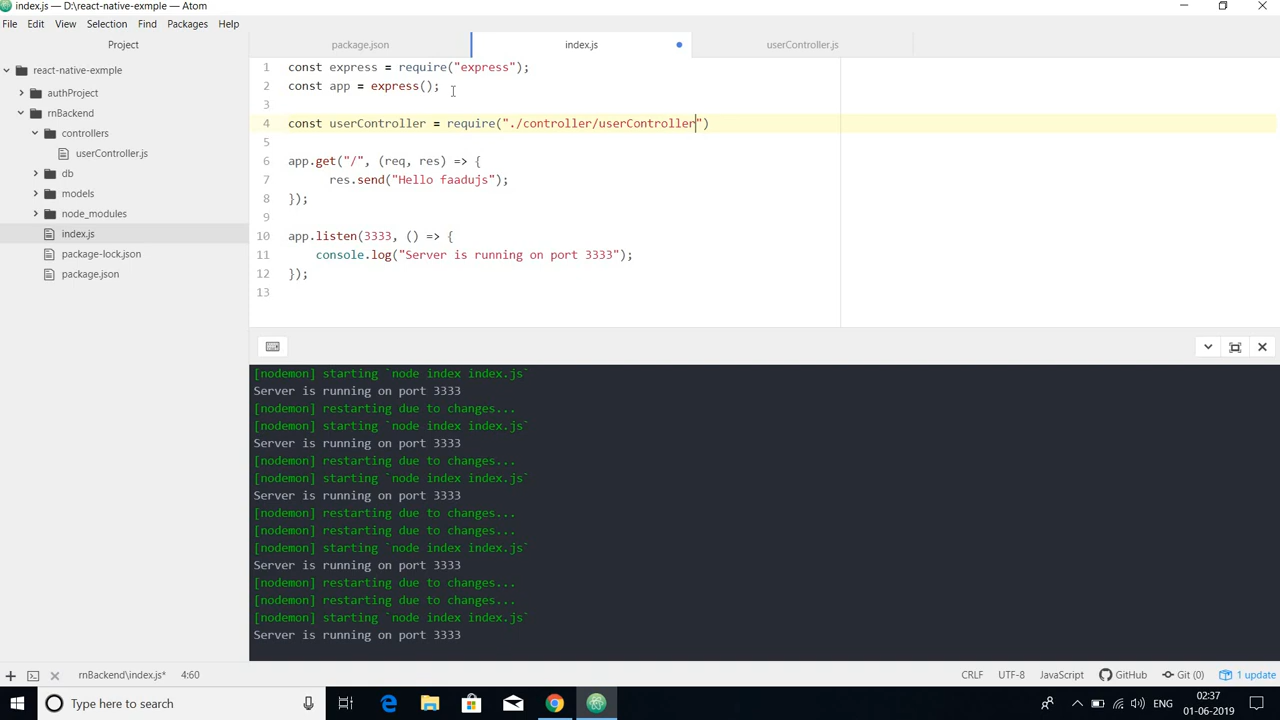 index.js — D:\react-native-exmple — Atom
File Edit View Selection Find Packages Help
Project
package.json
index.js
userController.js
react-native-exmple
authProject
rnBackend
controllers
userController.js
db
models
node_modules
index.js
package-lock.json
package.json
1 const express = require("express");
2 const app = express();
3
4 const userController = require("./controller/userController")
5
6 app.get("/", (req, res) => {
7 res.send("Hello faadujs");
8 });
9
10 app.listen(3333, () => {
11 console.log("Server is running on port 3333");
12 });
13
[nodemon] starting `node index index.js`
Server is running on port 3333
[nodemon] restarting due to changes...
[nodemon] starting `node index index.js`
Server is running on port 3333
[nodemon] restarting due to changes...
[nodemon] starting `node index index.js`
Server is running on port 3333
[nodemon] restarting due to changes...
[nodemon] restarting due to changes...
[nodemon] starting `node index index.js`
Server is running on port 3333
[nodemon] restarting due to changes...
[nodemon] restarting due to changes...
[nodemon] starting `node index index.js`
Server is running on port 3333
rnBackend\index.js* 4:60 CRLF UTF-8 JavaScript GitHub Git (0) 1 update
Type here to search
ENG
02:37
01-06-2019